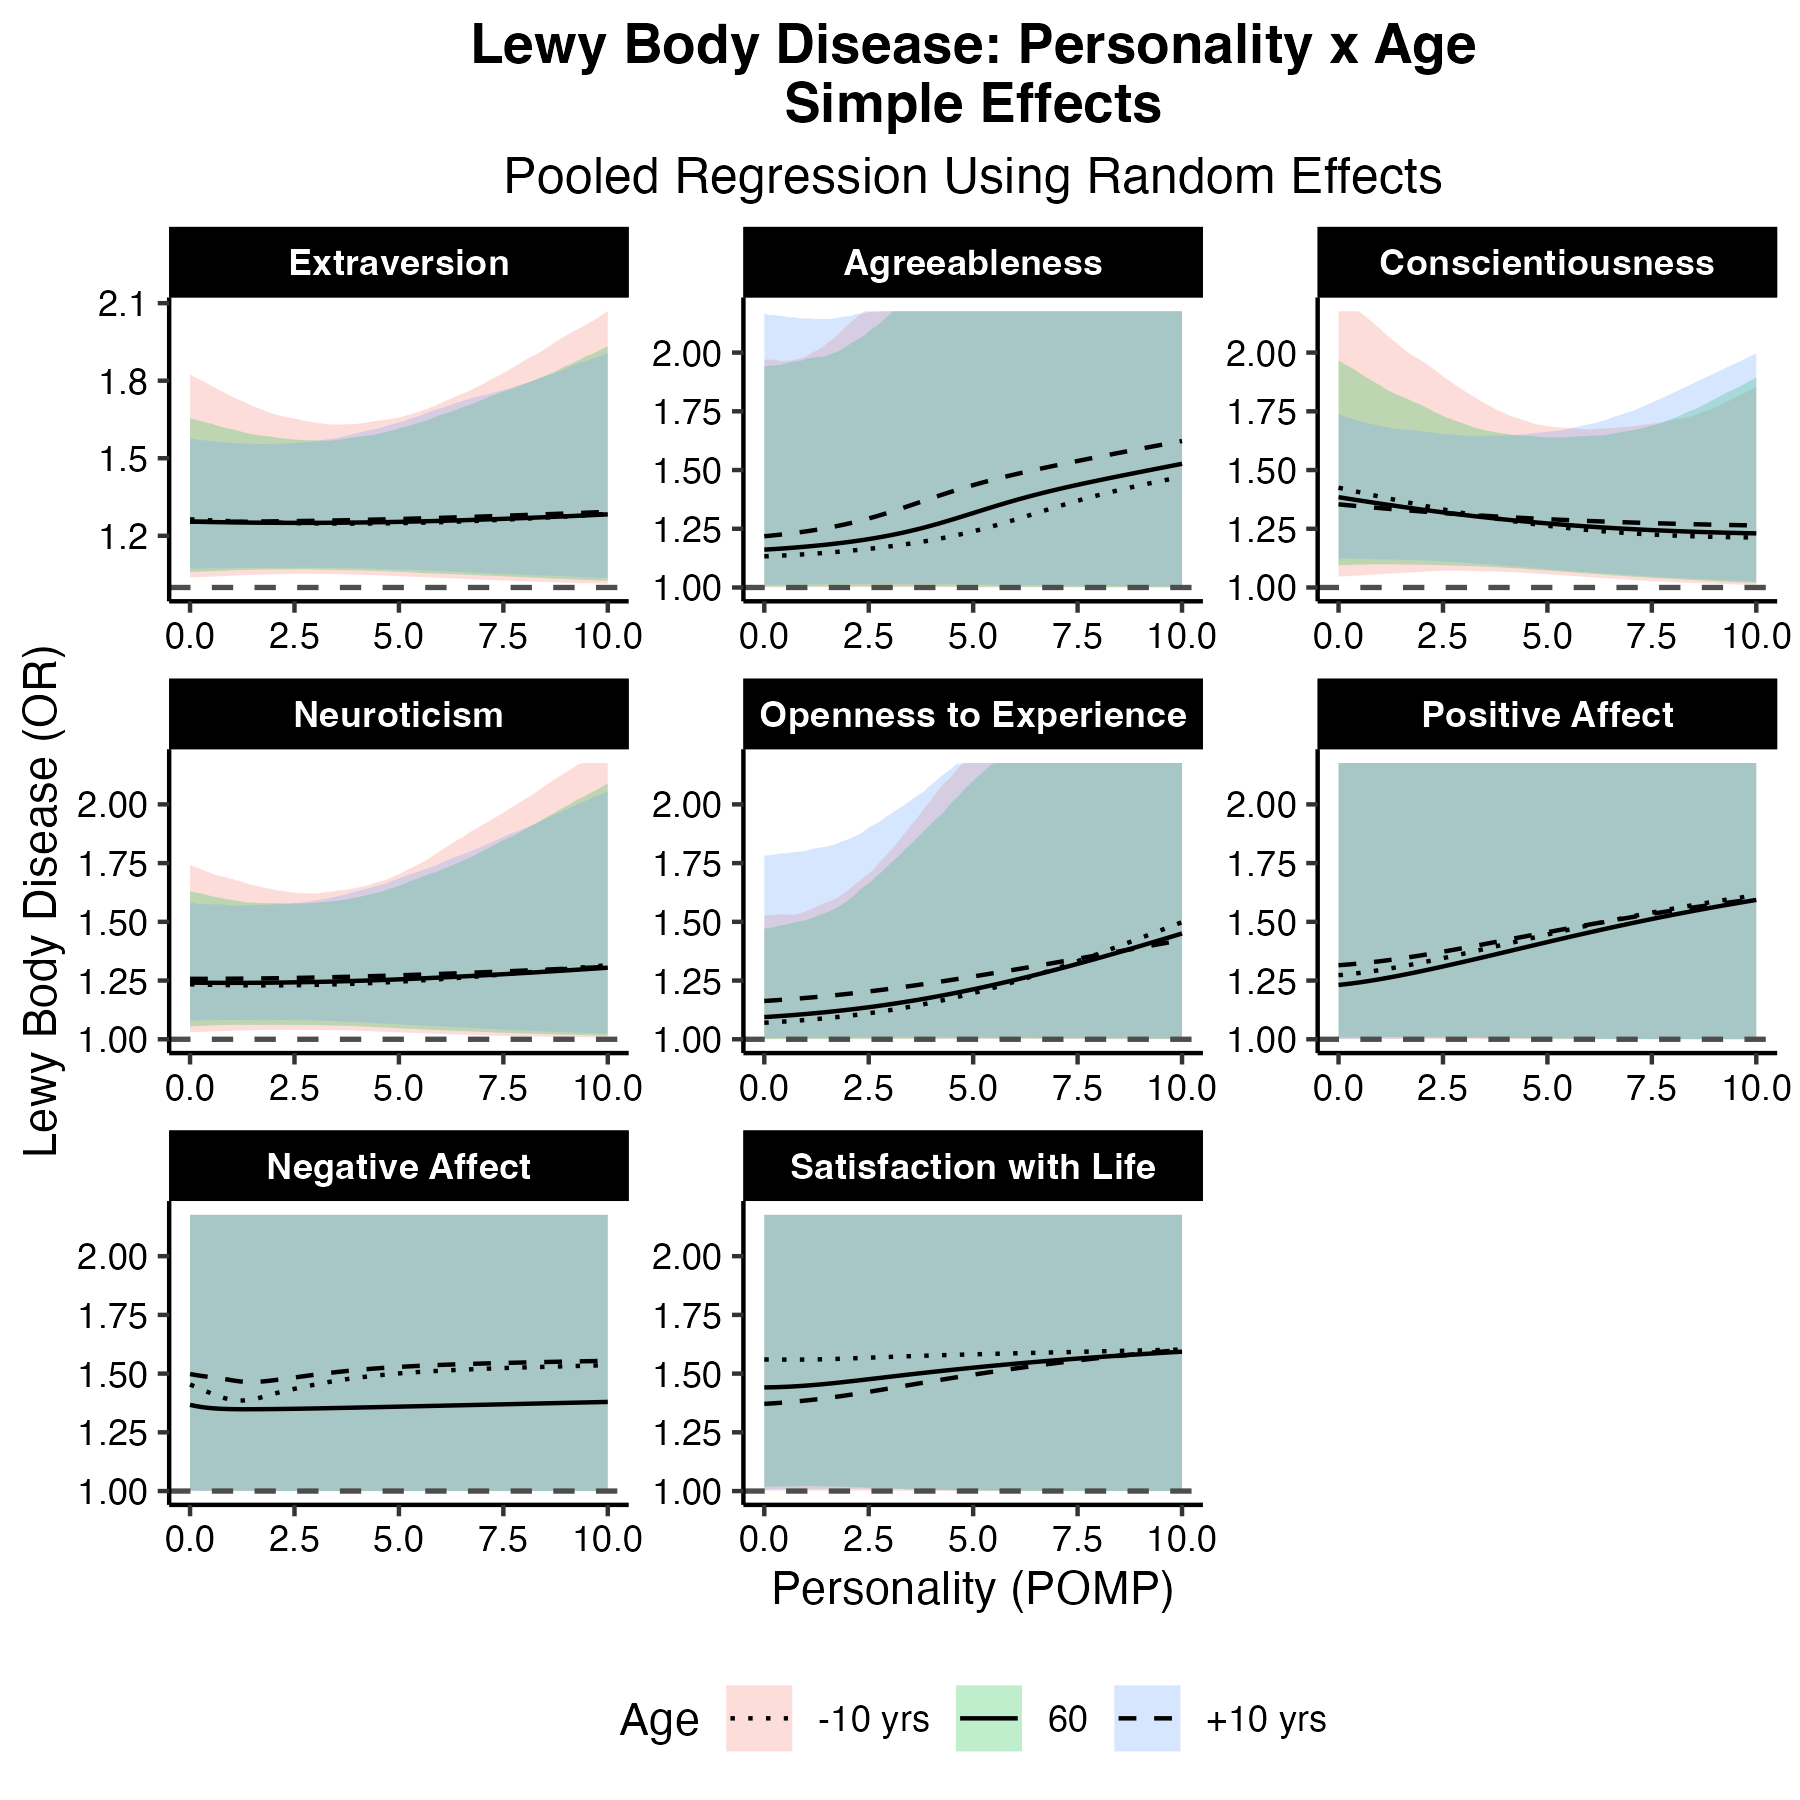 Lewy Body Disease: Personality x Age
Simple Effects
Pooled Regression Using Random Effects
Extraversion
Agreeableness
Conscientiousness
2.1
1.8
1.5
1.2
2.00
1.75
1.50
1.25
1.00
2.00
1.75
1.50
1.25
1.00
0.0 2.5 5.0 7.5 10.0
0.0 2.5 5.0 7.5 10.0
0.0 2.5 5.0 7.5 10.0
Lewy Body Disease (OR)
Neuroticism
Openness to Experience
Positive Affect
2.00
1.75
1.50
1.25
1.00
2.00
1.75
1.50
1.25
1.00
2.00
1.75
1.50
1.25
1.00
0.0 2.5 5.0 7.5 10.0
0.0 2.5 5.0 7.5 10.0
0.0 2.5 5.0 7.5 10.0
Negative Affect
Satisfaction with Life
2.00
1.75
1.50
1.25
1.00
2.00
1.75
1.50
1.25
1.00
0.0 2.5 5.0 7.5 10.0
0.0 2.5 5.0 7.5 10.0
Personality (POMP)
Age -10 yrs 60 +10 yrs